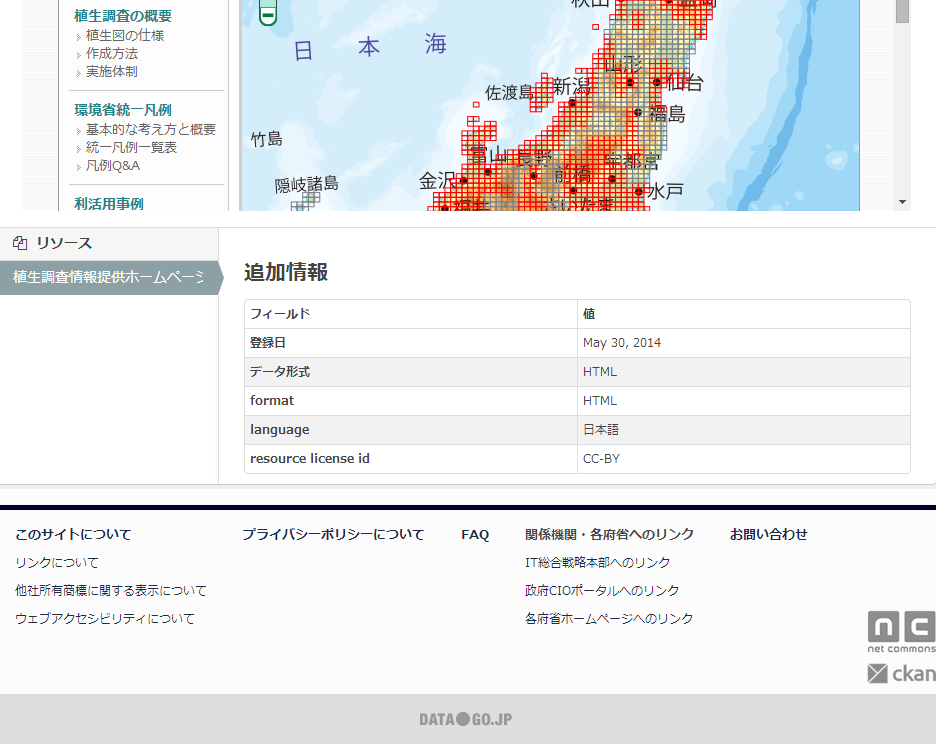 植生調査の概要
植生図の仕様
作成方法
実施体制
環境省統一凡例
基本的な考え方と概要
統一凡例一覧表
凡例Q&A
利活用事例
秋田
日本海
山形
仙台
佐渡島
新潟
福島
竹島
富山
長野
宇都宮
前橋
隠岐諸島
金沢
水戸
福井
さいたま
リソース
植生調査情報提供ホームページ
追加情報
フィールド 値
登録日 May 30, 2014
データ形式 HTML
format HTML
language 日本語
resource license id CC-BY
このサイトについて
リンクについて
他社所有商標に関する表示について
ウェブアクセシビリティについて
プライバシーポリシーについて
FAQ
関係機関・各府省へのリンク
IT総合戦略本部へのリンク
政府CIOポータルへのリンク
各府省ホームページへのリンク
お問い合わせ
nc
net commons
ckan
DATA GO.JP